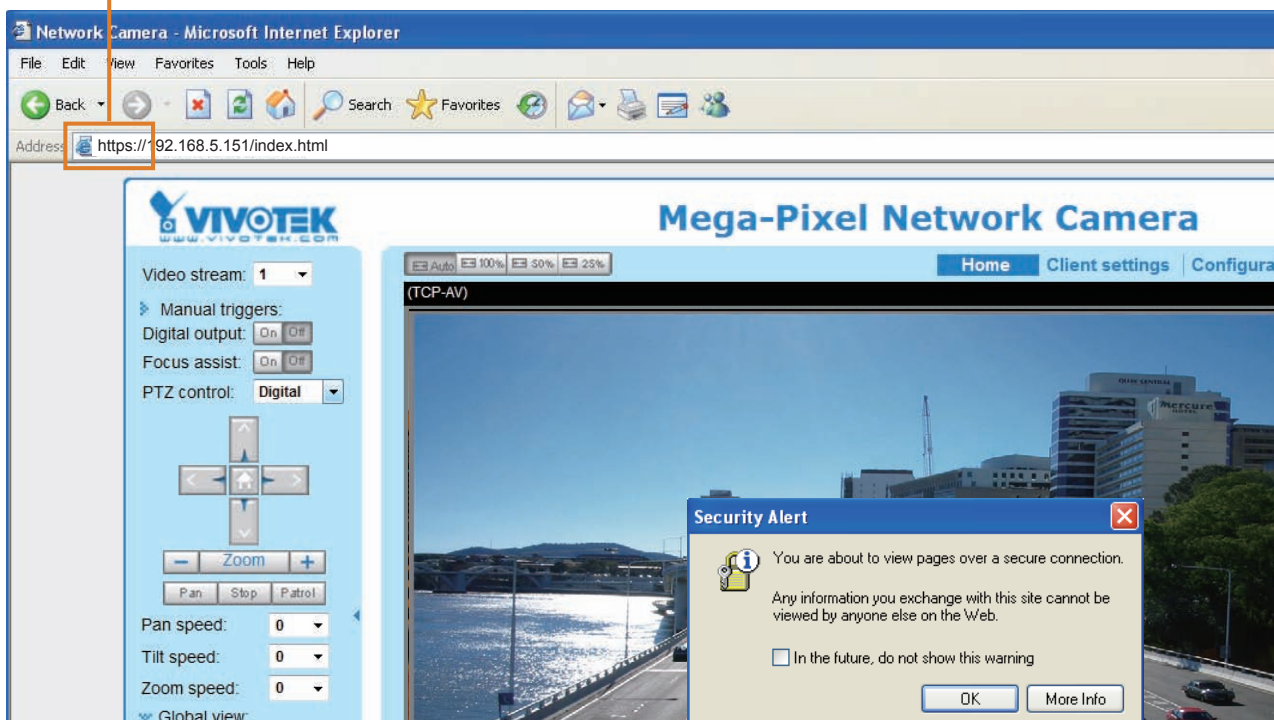 Network Camera - Microsoft Internet Explorer
File Edit View Favorites Tools Help
Back Search Favorites
Address https://192.168.5.151/index.html
VIVOTEK
www.vivotek.com
Mega-Pixel Network Camera
Auto 100% 50% 25%
Home Client settings Configura
(TCP-AV)
Video stream: 1
Manual triggers:
Digital output: On Off
Focus assist: On Off
PTZ control: Digital
Zoom
Pan Stop Patrol
Pan speed: 0
Tilt speed: 0
Zoom speed: 0
Global view:
QUAY CENTRAL
Mercure
HOTEL
Security Alert
You are about to view pages over a secure connection.
Any information you exchange with this site cannot be
viewed by anyone else on the Web.
In the future, do not show this warning
OK More Info